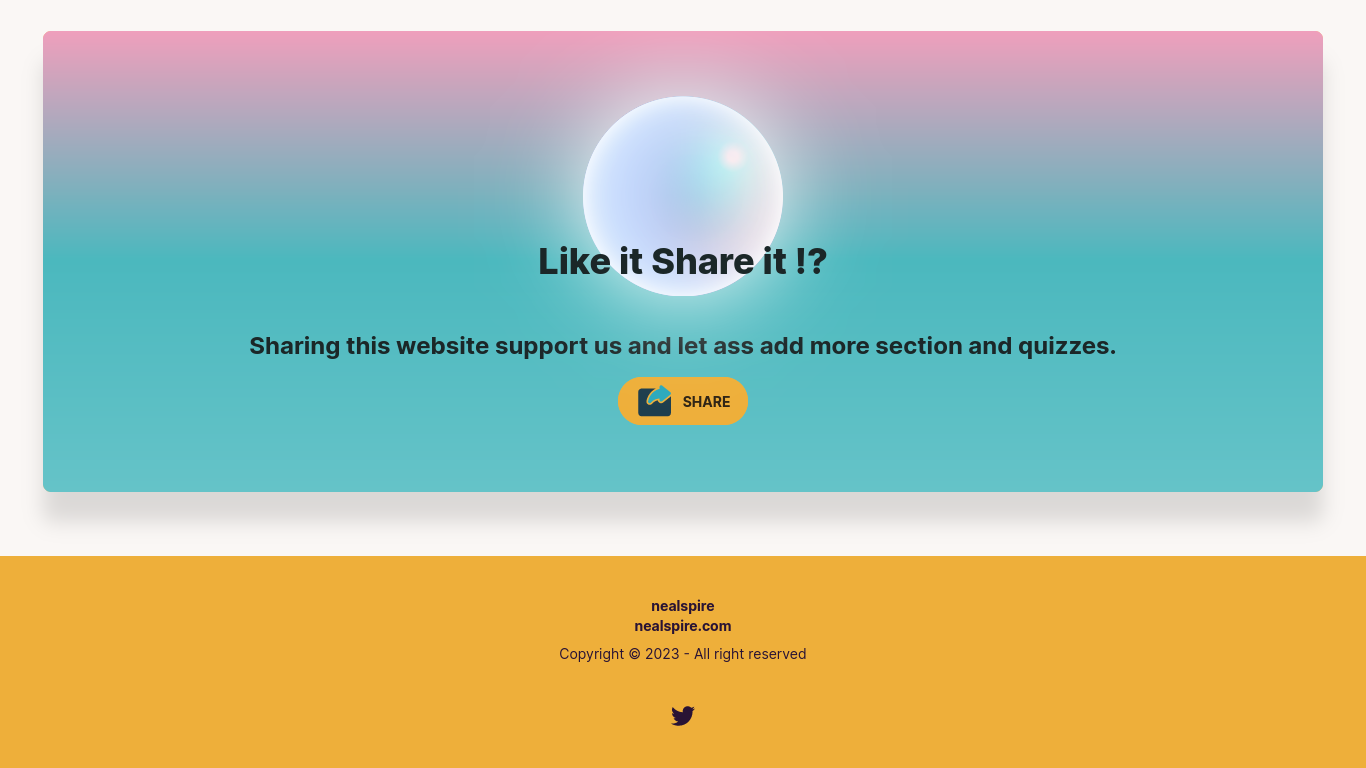 Like it Share it !?
Sharing this website support us and let ass add more section and quizzes.
SHARE
nealspire
nealspire.com
Copyright © 2023 - All right reserved